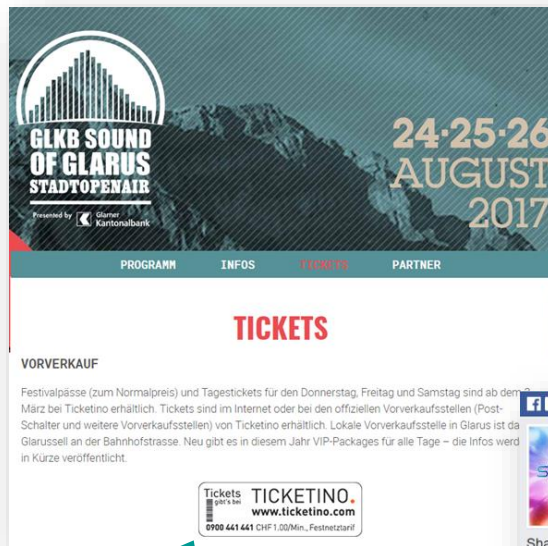 GLKB SOUND
OF GLARUS
STADTOPENAIR
Presented by Glarner
Kantonalbank
24·25·26
AUGUST
2017
PROGRAMM INFOS TICKETS PARTNER
TICKETS
VORVERKAUF
Festivalpässe (zum Normalpreis) und Tagestickets für den Donnerstag, Freitag und Samstag sind ab dem
März bei Ticketino erhältlich. Tickets sind im Internet oder bei den offiziellen Vorverkaufsstellen (Post-
Schalter und weitere Vorverkaufsstellen) von Ticketino erhältlich. Lokale Vorverkaufsstelle in Glarus ist da
Glarussell an der Bahnhofstrasse. Neu gibt es in diesem Jahr VIP-Packages für alle Tage – die Infos werd
in Kürze veröffentlicht.
Tickets
gibt's bei
TICKETINO.
www.ticketino.com
0900 441 441 CHF 1.00/Min., Festnetztarif
Sha